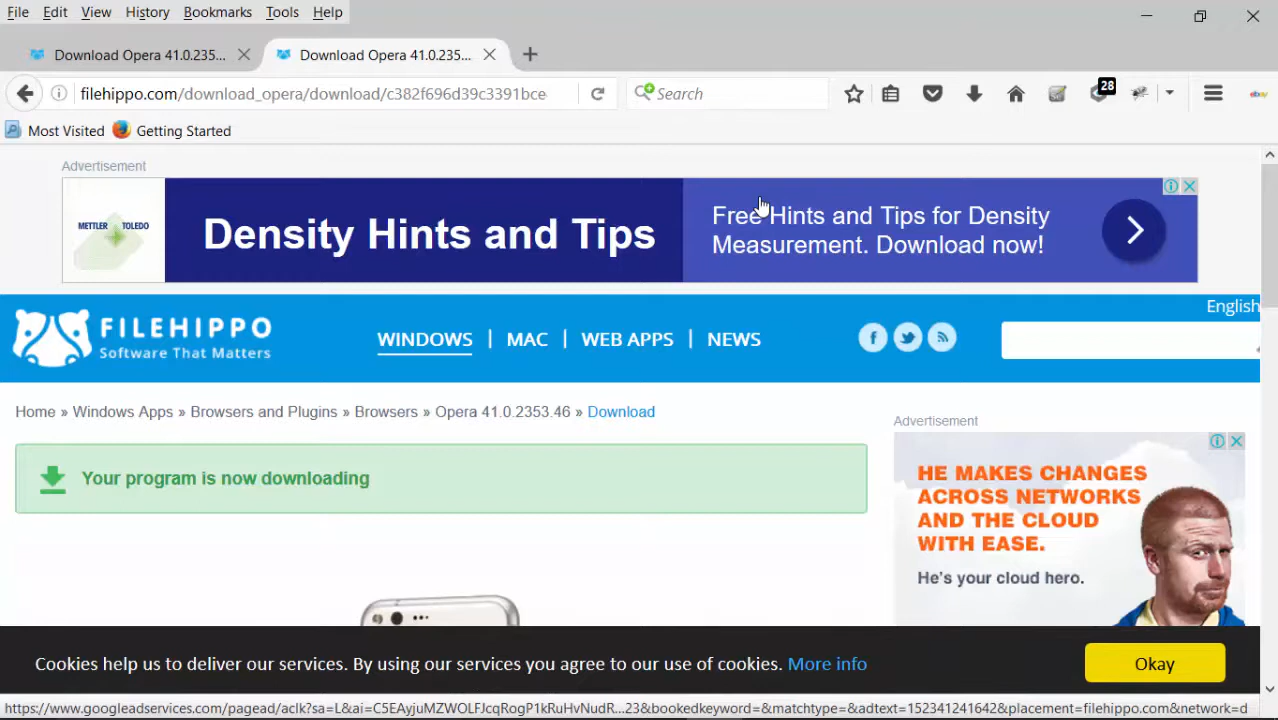 File Edit View History Bookmarks Tools Help
Download Opera 41.0.235... Download Opera 41.0.235...
filehippo.com/download_opera/download/c382f696d39c3391bce Search 28 ebay
Most Visited Getting Started
Advertisement
METTLER TOLEDO
Density Hints and Tips
Free Hints and Tips for Density
Measurement. Download now!
English
FILEHIPPO
Software That Matters
WINDOWS | MAC | WEB APPS | NEWS
Home » Windows Apps » Browsers and Plugins » Browsers » Opera 41.0.2353.46 » Download
Your program is now downloading
Advertisement
HE MAKES CHANGES
ACROSS NETWORKS
AND THE CLOUD
WITH EASE.
He's your cloud hero.
Cookies help us to deliver our services. By using our services you agree to our use of cookies. More info Okay
https://www.googleadservices.com/pagead/aclk?sa=L&ai=C5EAyjuMZWOLFJcqRogP1kRuHvNudR...23&bookedkeyword=&matchtype=&adtext=152341241642&placement=filehippo.com&network=d